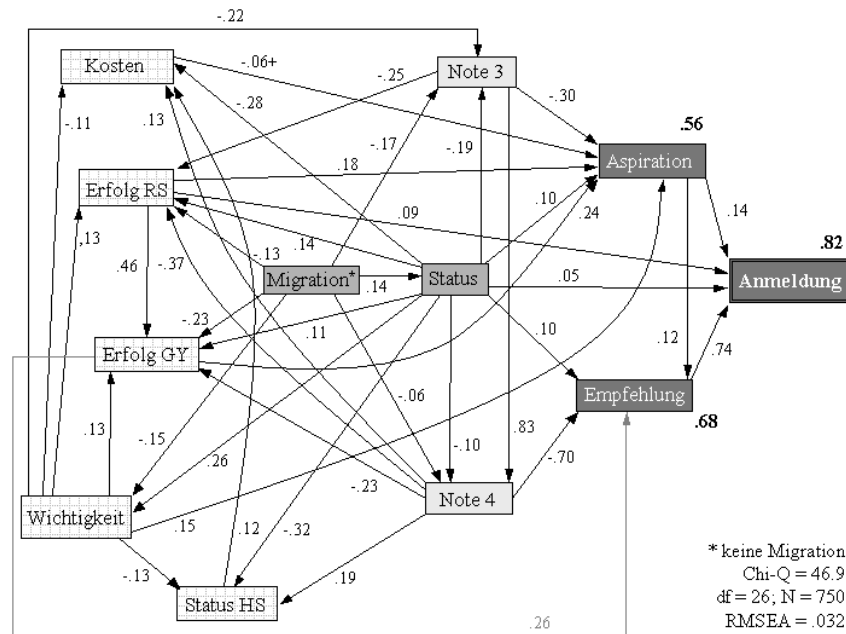 -.22
Kosten
-.06+
Note 3
-.25
-.28
-.30
-.11
.13
.56
-.17
-.19
Aspiration
.18
Erfolg RS
.10
.24
.09
.14
,13
-.13
.14
.82
.46
-.37
Migration*
Status
.14
.05
Anmeldung
-.23
.11
.10
.12
Erfolg GY
.74
-.06
Empfehlung
.13
-.15
.83
.68
-.10
.26
-.70
-.23
Note 4
Wichtigkeit
.15
.12
-.32
* keine Migration
-.13
.19
Chi-Q = 46.9
Status HS
df = 26; N = 750
.26
RMSEA = .032